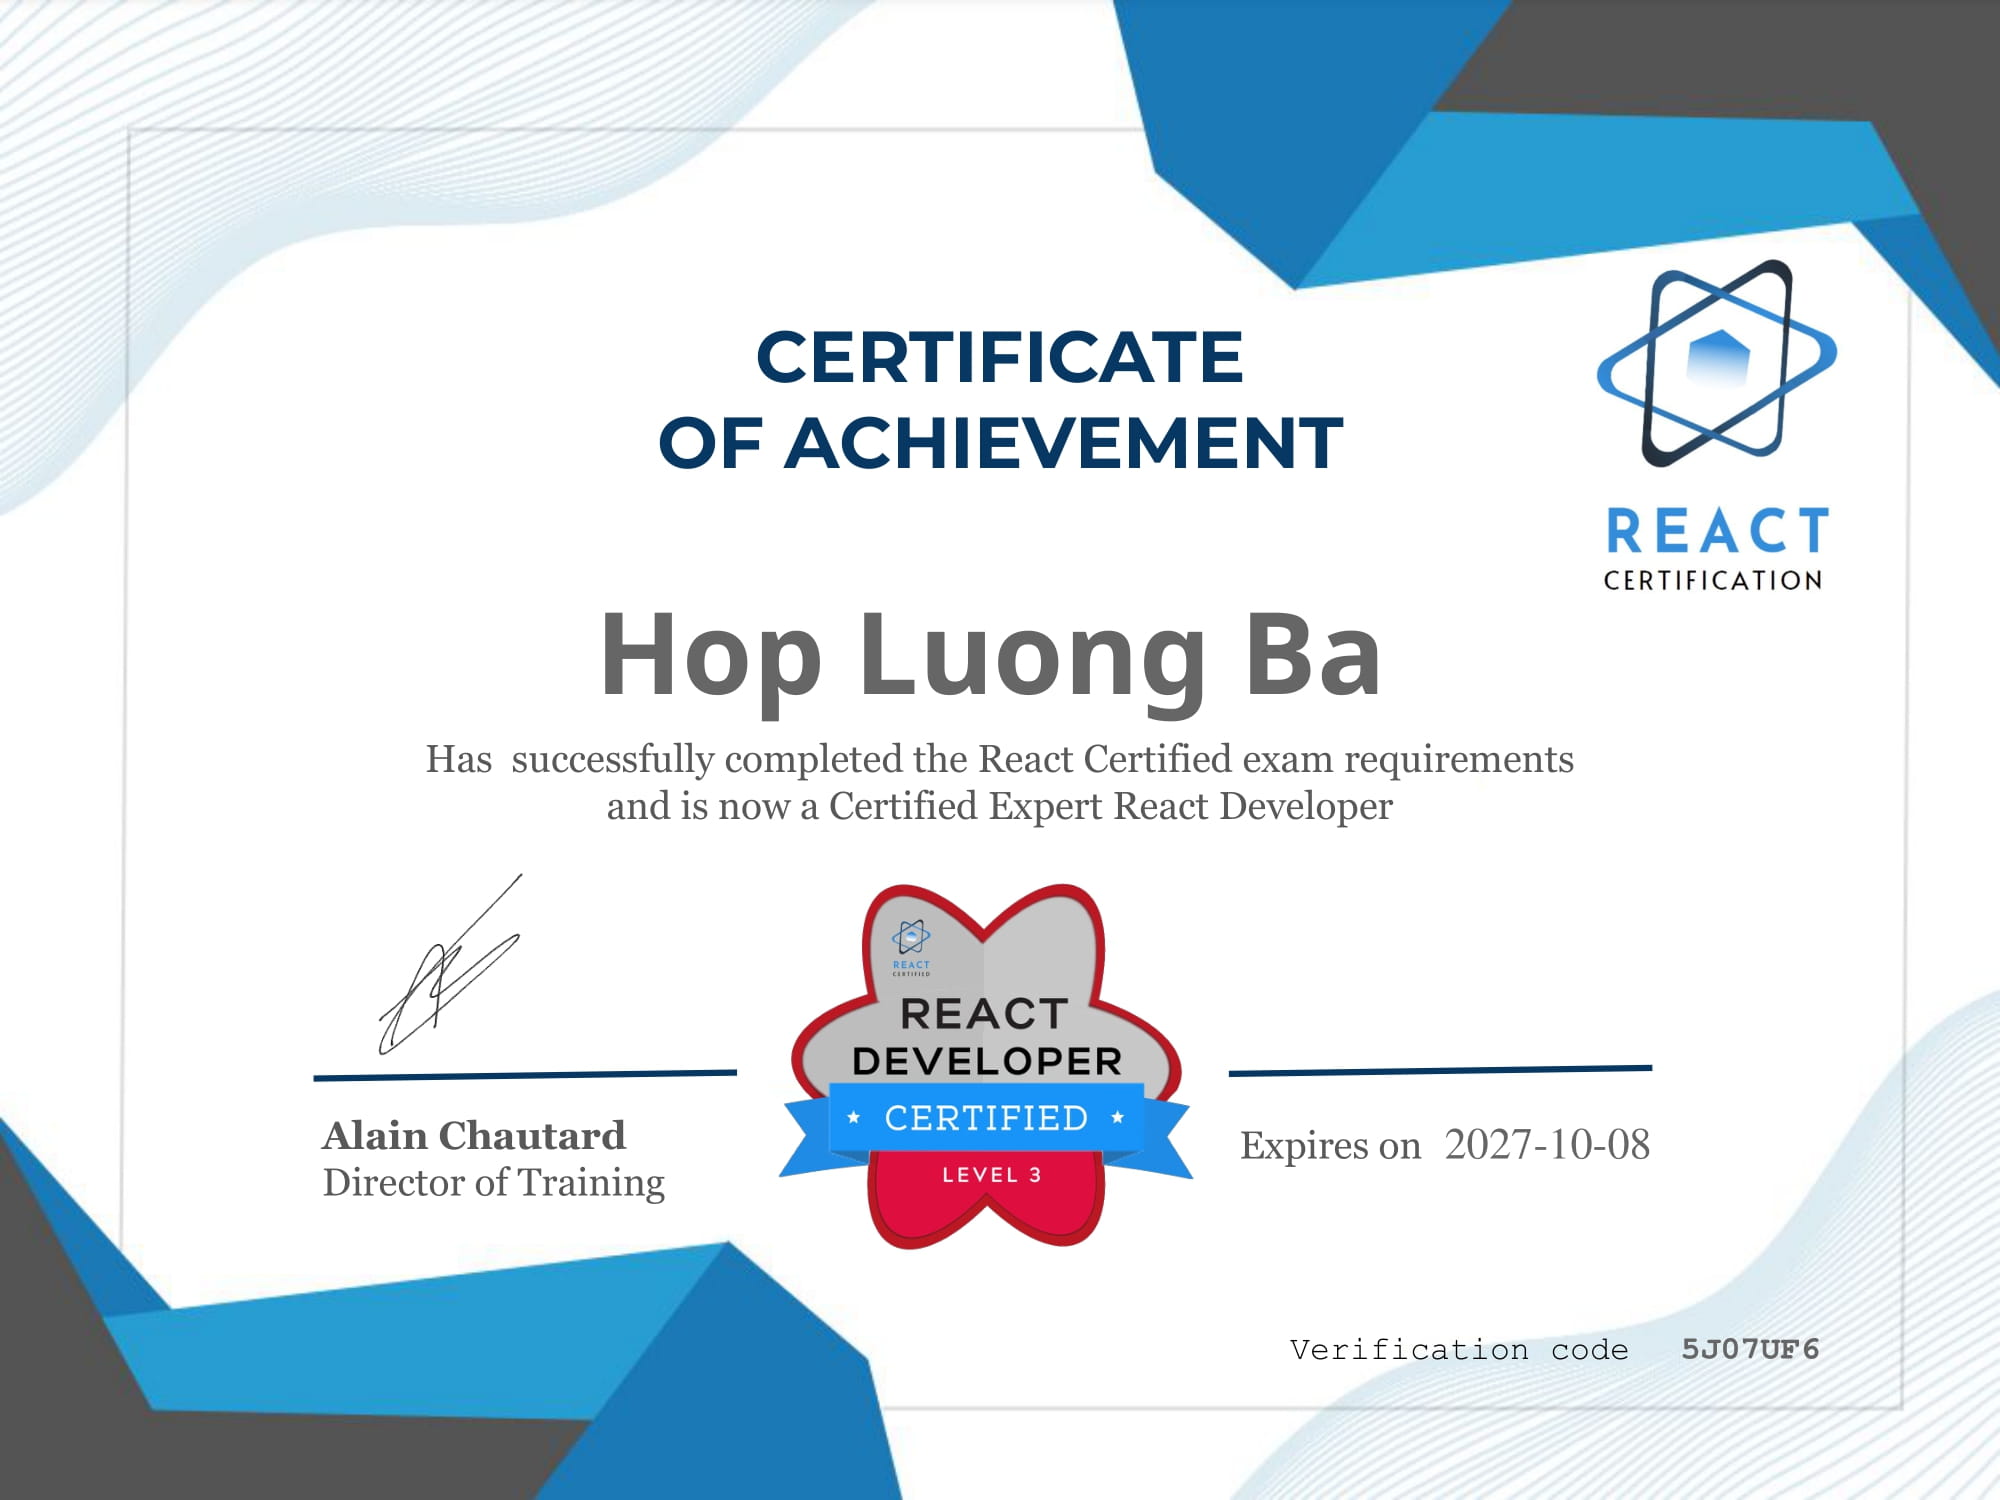 CERTIFICATE
OF ACHIEVEMENT
REACT
CERTIFICATION
Hop Luong Ba
Has successfully completed the React Certified exam requirements
and is now a Certified Expert React Developer
REACT
CERTIFIED
REACT
DEVELOPER
CERTIFIED
LEVEL 3
Alain Chautard
Director of Training
Expires on 2027-10-08
Verification code 5J07UF6